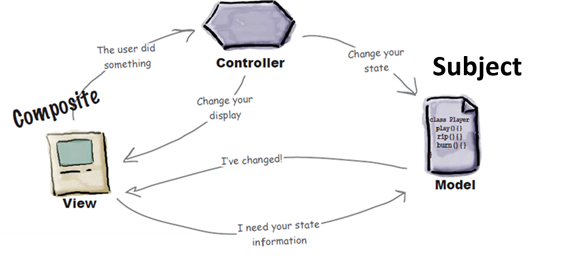 The user did
something
Controller
Change your
state
Subject
Composite
Change your
display
class Player
play(){}
rip(){}
burn(){}
I've changed!
View
Model
I need your state
information